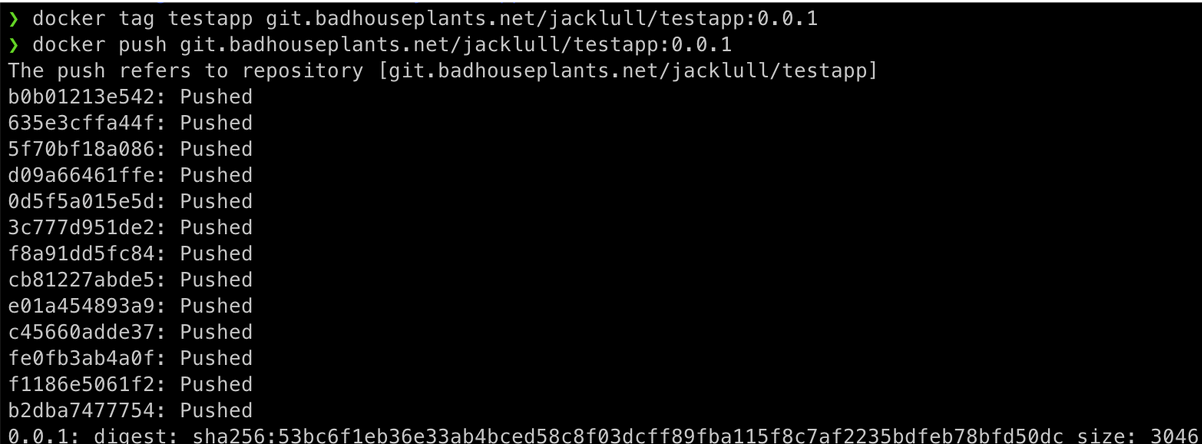 ❯ docker tag testapp git.badhouseplants.net/jacklull/testapp:0.0.1
❯ docker push git.badhouseplants.net/jacklull/testapp:0.0.1
The push refers to repository [git.badhouseplants.net/jacklull/testapp]
b0b01213e542: Pushed
635e3cffa44f: Pushed
5f70bf18a086: Pushed
d09a66461ffe: Pushed
0d5f5a015e5d: Pushed
3c777d951de2: Pushed
f8a91dd5fc84: Pushed
cb81227abde5: Pushed
e01a454893a9: Pushed
c45660adde37: Pushed
fe0fb3ab4a0f: Pushed
f1186e5061f2: Pushed
b2dba7477754: Pushed
0.0.1: digest: sha256:53bc6f1eb36e33ab4bced58c8f03dcff89fba115f8c7af2235bdfeb78bfd50dc size: